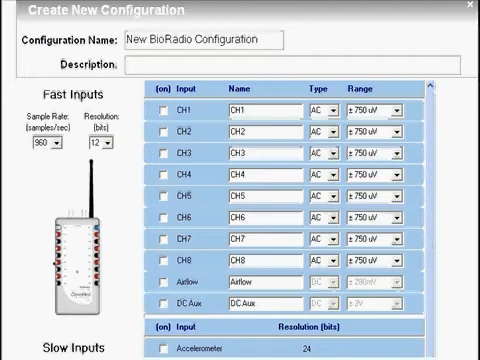 Create New Configuration
Configuration Name: New BioRadio Configuration
Description:
Fast Inputs
Sample Rate: (samples/sec) Resolution: (bits)
960 12
(on) Input Name Type Range
CH1 CH1 AC ± 750 uV
CH2 CH2 AC ± 750 uV
CH3 CH3 AC ± 750 uV
CH4 CH4 AC ± 750 uV
CH5 CH5 AC ± 750 uV
CH6 CH6 AC ± 750 uV
CH7 CH7 AC ± 750 uV
CH8 CH8 AC ± 750 uV
Airflow Airflow DC
DC Aux DC Aux DC ± 2V
Slow Inputs
(on) Input Resolution (bits)
Accelerometer 24